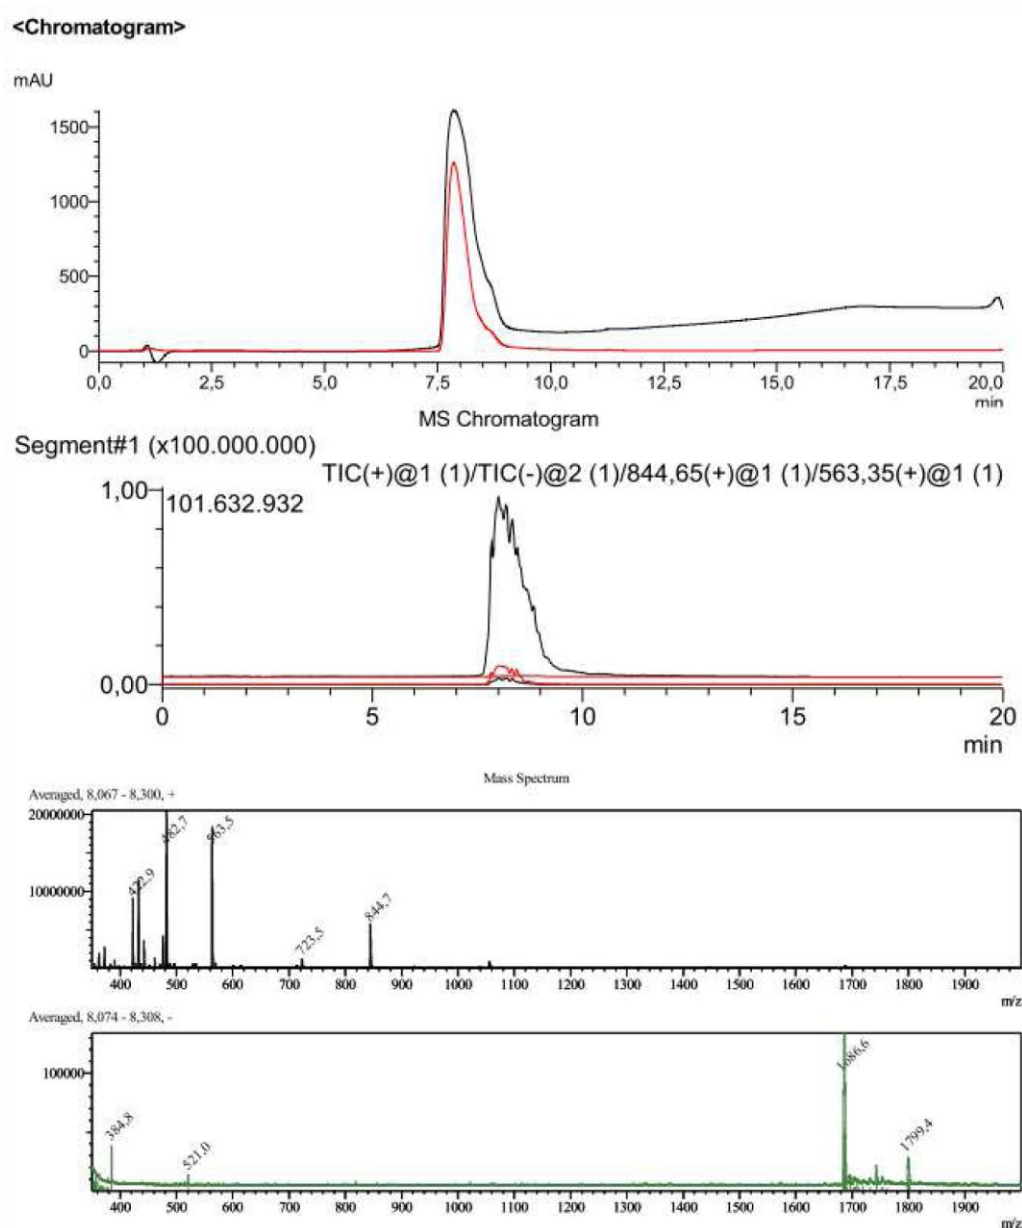 <Chromatogram>
mAU
1500
1000
500
0
0,0 2,5 5,0 7,5 10,0 12,5 15,0 17,5 20,0
min
MS Chromatogram
Segment#1 (x100.000.000)
TIC(+)@1 (1)/TIC(-)@2 (1)/844,65(+)@1 (1)/563,35(+)@1 (1)
1,00
101.632.932
0,00
0 5 10 15 20
min
Mass Spectrum
Averaged, 8,067 - 8,300, +
20000000
10000000
422,9 482,7 563,5 723,5 844,7
400 500 600 700 800 900 1000 1100 1200 1300 1400 1500 1600 1700 1800 1900
m/z
Averaged, 8,074 - 8,308, -
100000
384,8 521,0 1686,6 1799,4
400 500 600 700 800 900 1000 1100 1200 1300 1400 1500 1600 1700 1800 1900
m/z